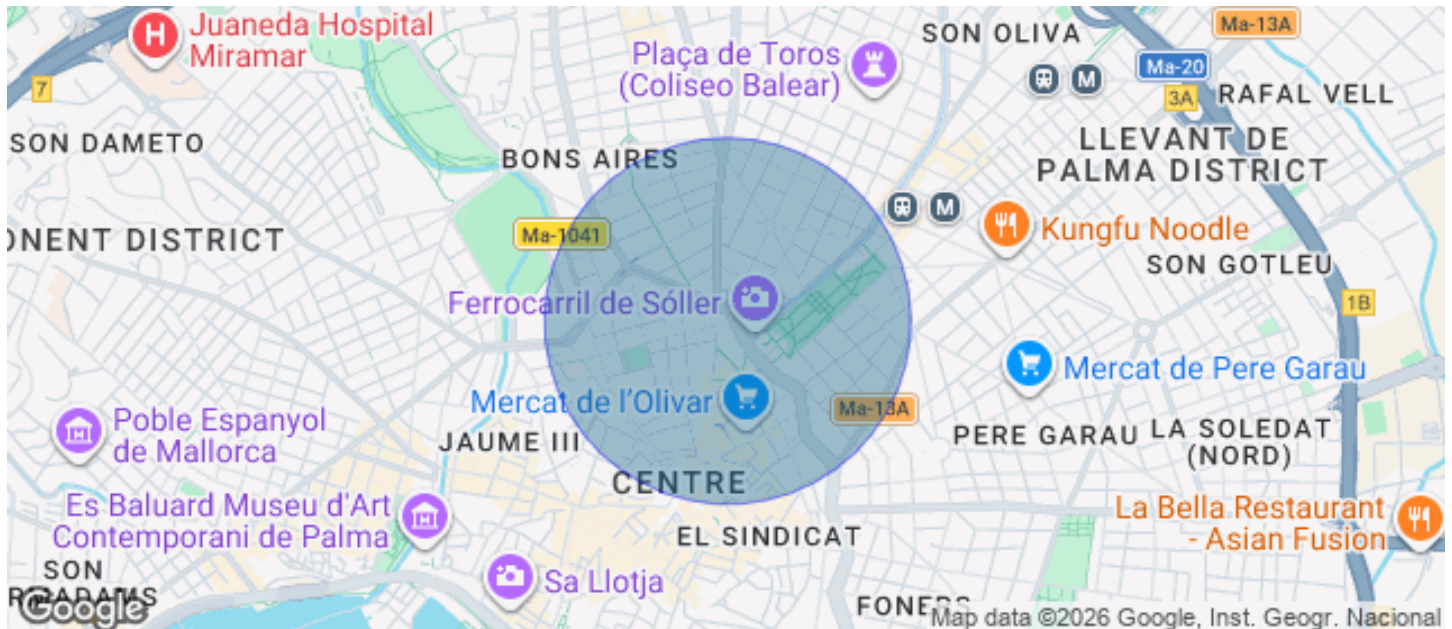 Juaneda Hospital
Miramar
Plaça de Toros
(Coliseo Balear)
SON OLIVA
Ma-13A
Ma-20
7
3A
RAFAL VELL
SON DAMETO
BONS AIRES
LLEVANT DE
PALMA DISTRICT
M
M
Ma-1041
ONENT DISTRICT
Kungfu Noodle
SON GOTLEU
Ferrocarril de Sóller
1B
Mercat de Pere Garau
Mercat de l'Olivar
Ma-13A
Poble Espanyol
de Mallorca
JAUME III
PERE GARAU
LA SOLEDAT
(NORD)
CENTRE
Es Baluard Museu d'Art
Contemporani de Palma
EL SINDICAT
La Bella Restaurant
- Asian Fusion
SON
Sa Llotja
Google
FONERS
Map data ©2026 Google, Inst. Geogr. Nacional